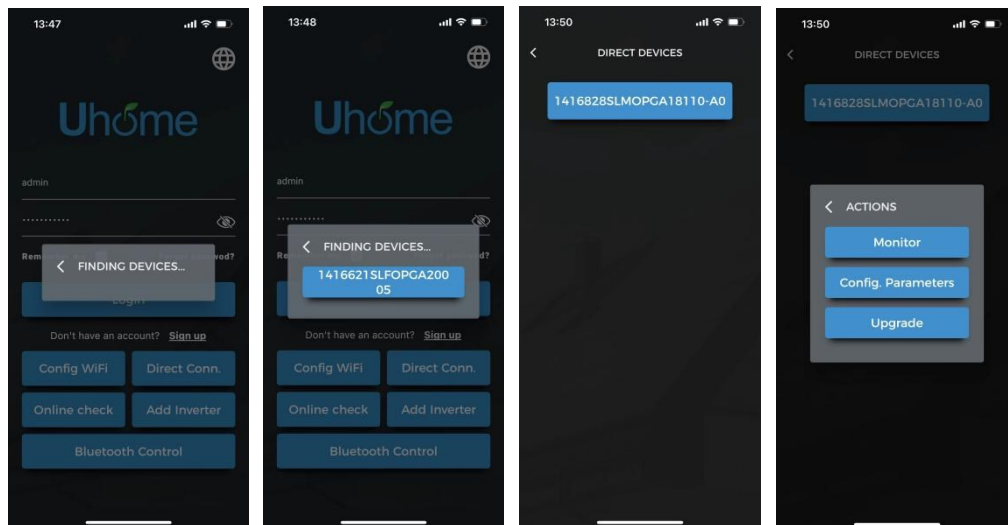 13:47
Uhome
admin
...........
FINDING DEVICES...
Login
Don't have an account? Sign up
Config WiFi Direct Conn.
Online check Add Inverter
Bluetooth Control
13:48
Uhome
admin
...........
FINDING DEVICES...
1416621SLFOPGA200
05
Don't have an account? Sign up
Config WiFi Direct Conn.
Online check Add Inverter
Bluetooth Control
13:50
DIRECT DEVICES
1416828SLMOPGA18110-A0
13:50
DIRECT DEVICES
1416828SLMOPGA18110-A0
ACTIONS
Monitor
Config. Parameters
Upgrade